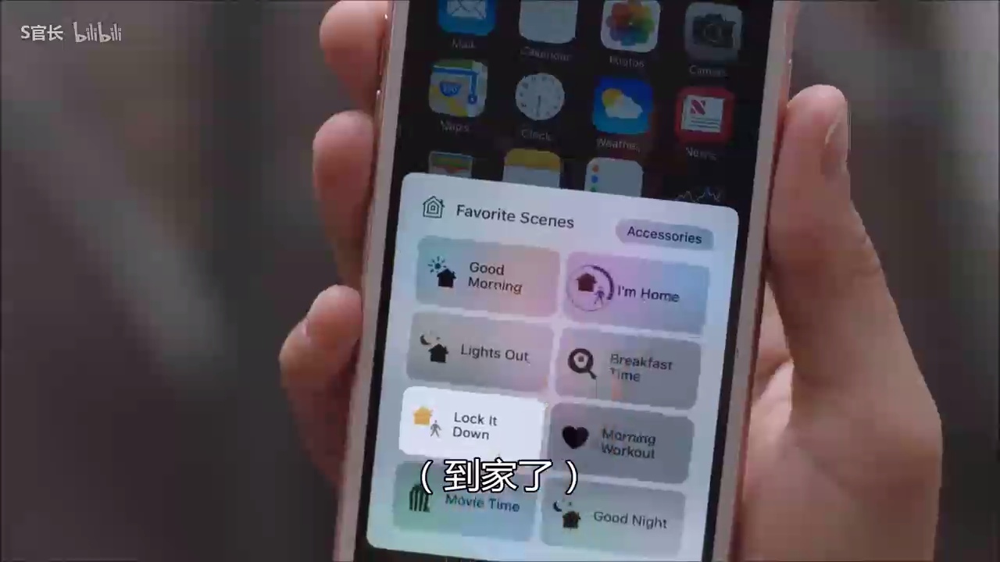 S官长 bilibili
Mail
Calendar
Photos
Camera
Maps
Clock
Weather
News
Favorite Scenes
Accessories
Good
Morning
I'm Home
Lights Out
Breakfast
Time
Lock It
Down
Morning
Workout
(到家了)
Movie Time
Good Night